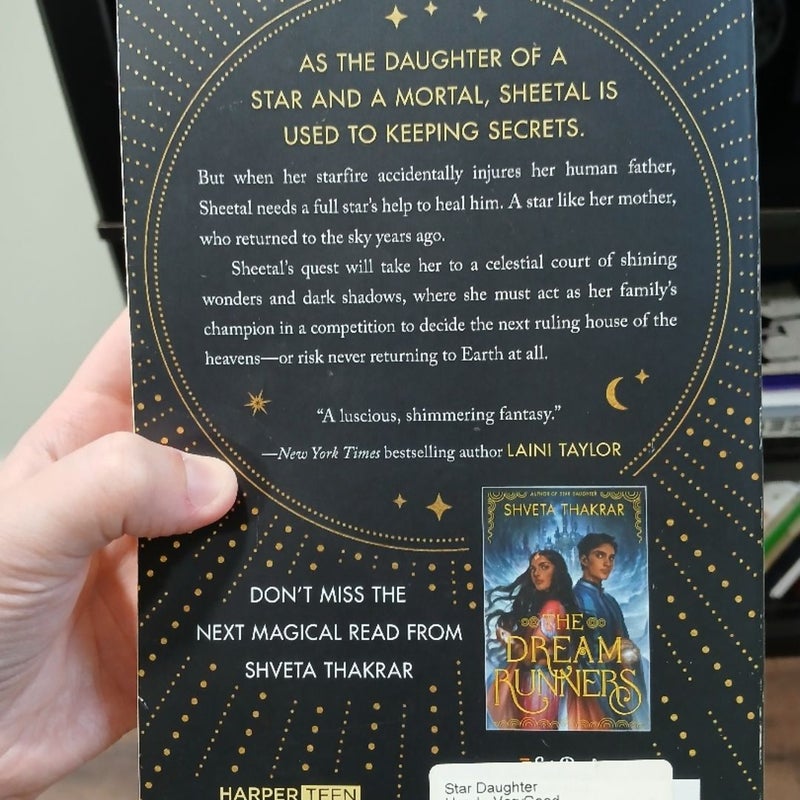 AS THE DAUGHTER OF A
STAR AND A MORTAL, SHEETAL IS
USED TO KEEPING SECRETS.
But when her starfire accidentally injures her human father,
Sheetal needs a full star's help to heal him. A star like her mother,
who returned to the sky years ago.
Sheetal's quest will take her to a celestial court of shining
wonders and dark shadows, where she must act as her family's
champion in a competition to decide the next ruling house of the
heavens—or risk never returning to Earth at all.
“A luscious, shimmering fantasy.”
—New York Times bestselling author LAINI TAYLOR
AUTHOR OF STAR DAUGHTER
SHVETA THAKRAR
THE
DREAM
RUNNERS
DON'T MISS THE
NEXT MAGICAL READ FROM
SHVETA THAKRAR
HARPER TEEN
Star Daughter